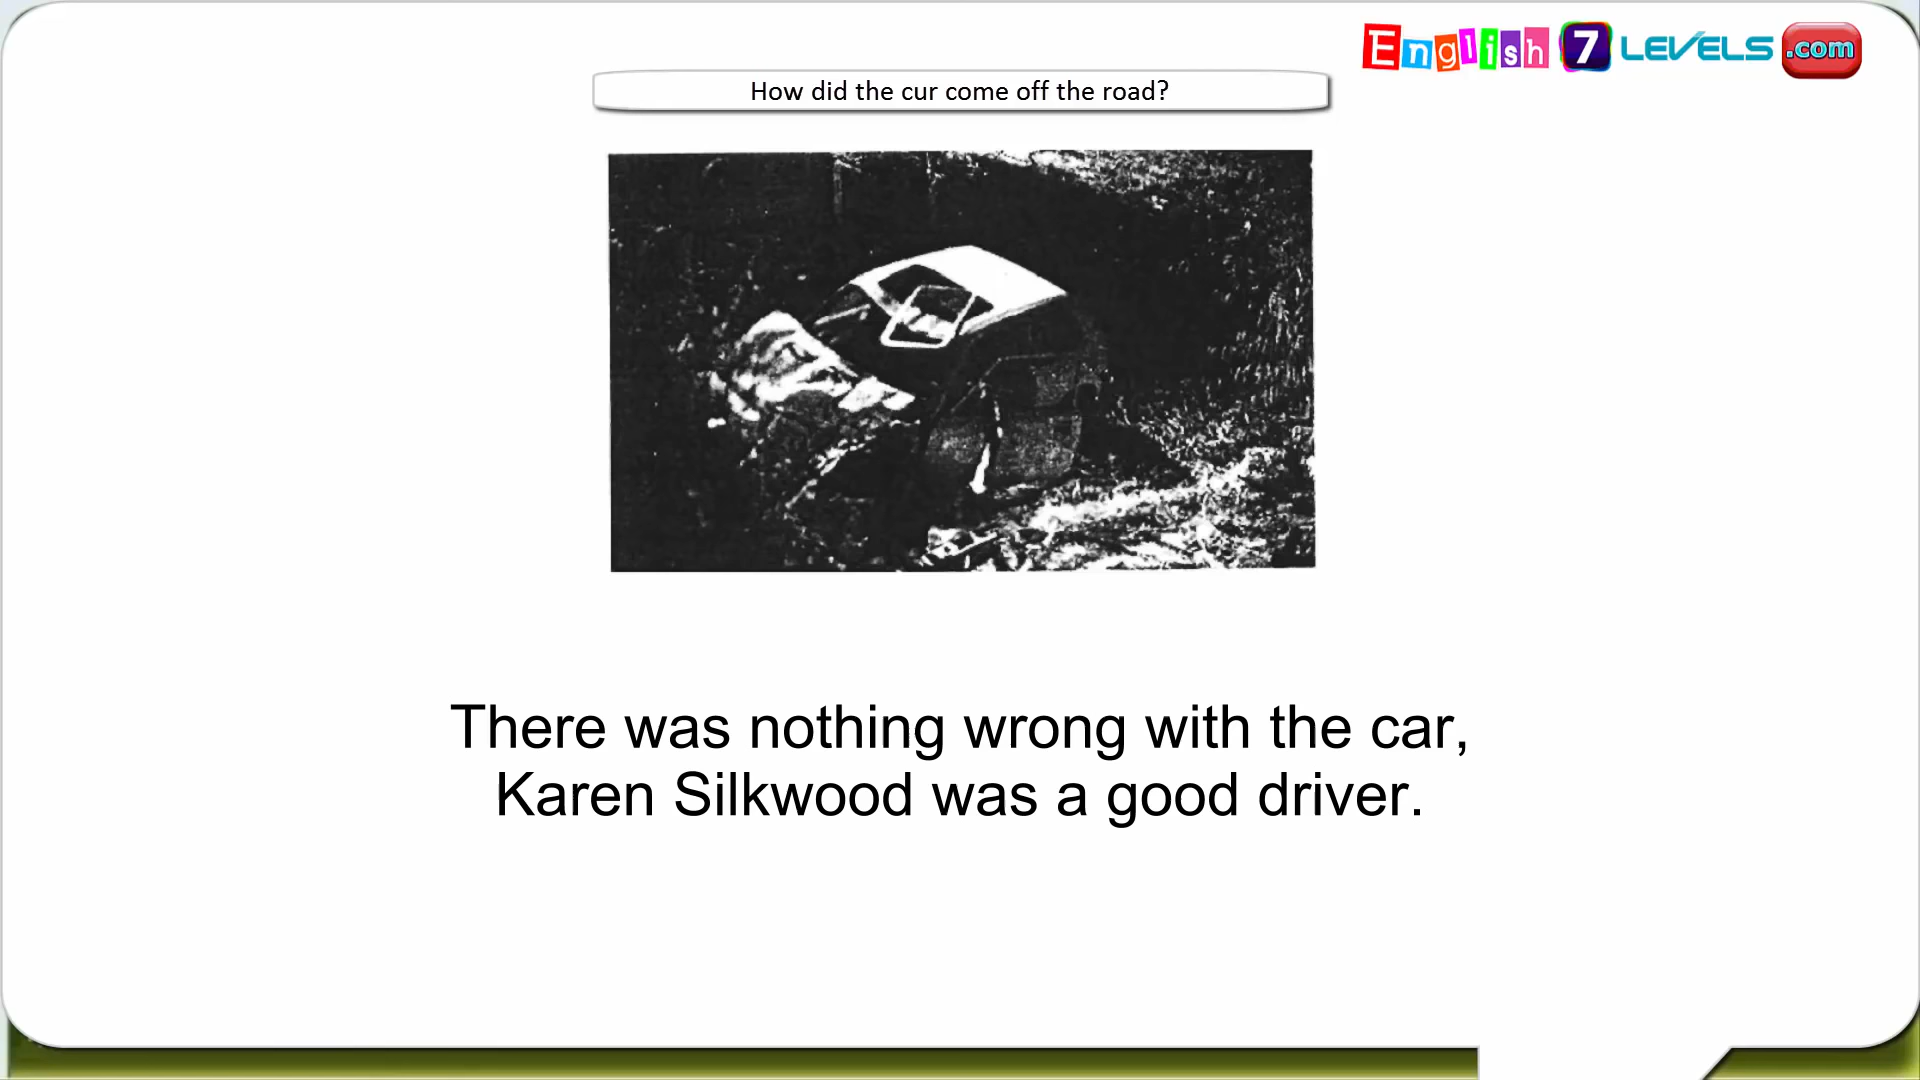 English 7 LEVELS .com
How did the cur come off the road?
There was nothing wrong with the car,
Karen Silkwood was a good driver.